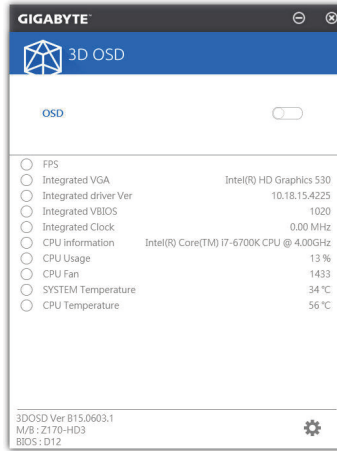 GIGABYTE™
3D OSD
OSD
FPS
Integrated VGA Intel(R) HD Graphics 530
Integrated driver Ver 10.18.15.4225
Integrated VBIOS 1020
Integrated Clock 0.00 MHz
CPU information Intel(R) Core(TM) i7-6700K CPU @ 4.00GHz
CPU Usage 13 %
CPU Fan 1433
SYSTEM Temperature 34 ℃
CPU Temperature 56 ℃
3DOSD Ver B15.0603.1
M/B : Z170-HD3
BIOS : D12